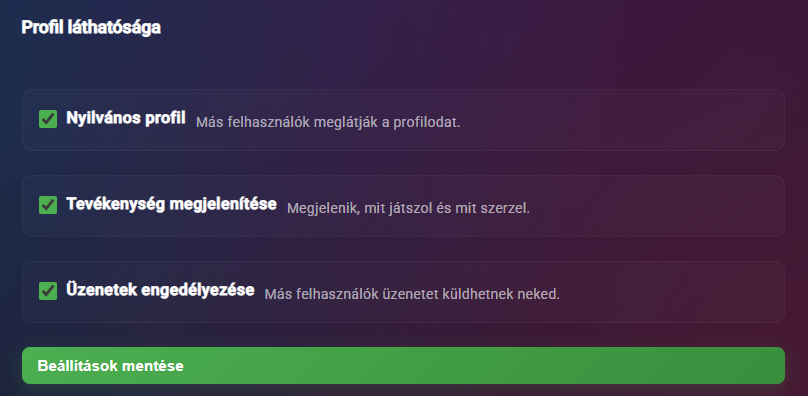 Profil láthatósága
Nyilvános profil Más felhasználók meglátják a profilodat.
Tevékenység megjelenítése Megjelenik, mit játszol és mit szerzel.
Üzenetek engedélyezése Más felhasználók üzenetet küldhetnek neked.
Beállítások mentése